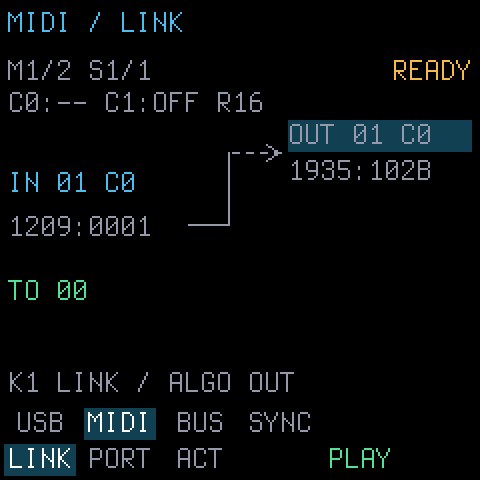 MIDI / LINK
M1/2 S1/1 READY
C0:-- C1:OFF R16
OUT 01 C0
1935:102B
IN 01 C0
1209:0001
TO 00
K1 LINK / ALGO OUT
USB MIDI BUS SYNC
LINK PORT ACT PLAY